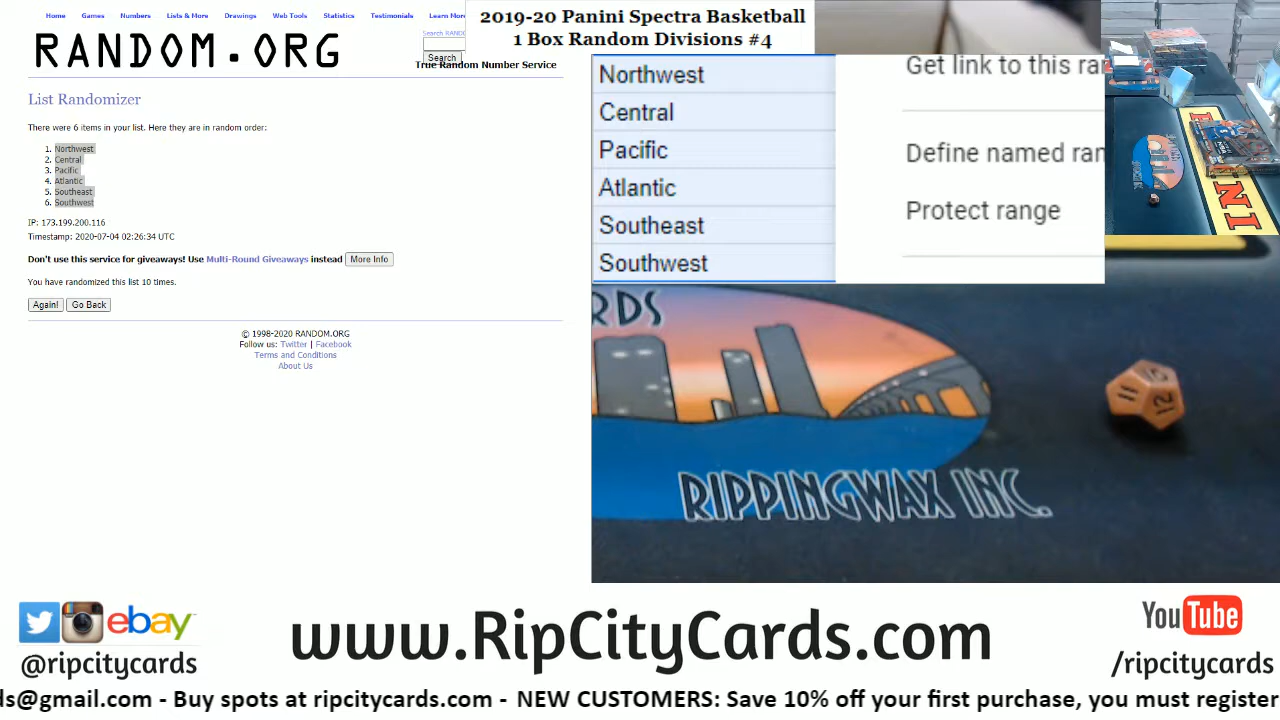 Home Games Numbers Lists & More Drawings Web Tools Statistics Testimonials Learn More
RANDOM.ORG
Search
True Random Number Service
List Randomizer
There were 6 items in your list. Here they are in random order:
1. Northwest
2. Central
3. Pacific
4. Atlantic
5. Southeast
6. Southwest
IP: 173.199.200.116
Timestamp: 2020-07-04 02:26:34 UTC
Don't use this service for giveaways! Use Multi-Round Giveaways instead More Info
You have randomized this list 10 times.
Again! Go Back
© 1998-2020 RANDOM.ORG
Follow us: Twitter | Facebook
Terms and Conditions
About Us
2019-20 Panini Spectra Basketball
1 Box Random Divisions #4
Northwest
Central
Pacific
Atlantic
Southeast
Southwest
Get link to this ran
Define named ran
Protect range
NI
RDS
RIPPINGWAX INC.
11
12
ebay
@ripcitycards
www.RipCityCards.com
YouTube
/ripcitycards
ds@gmail.com - Buy spots at ripcitycards.com - NEW CUSTOMERS: Save 10% off your first purchase, you must register